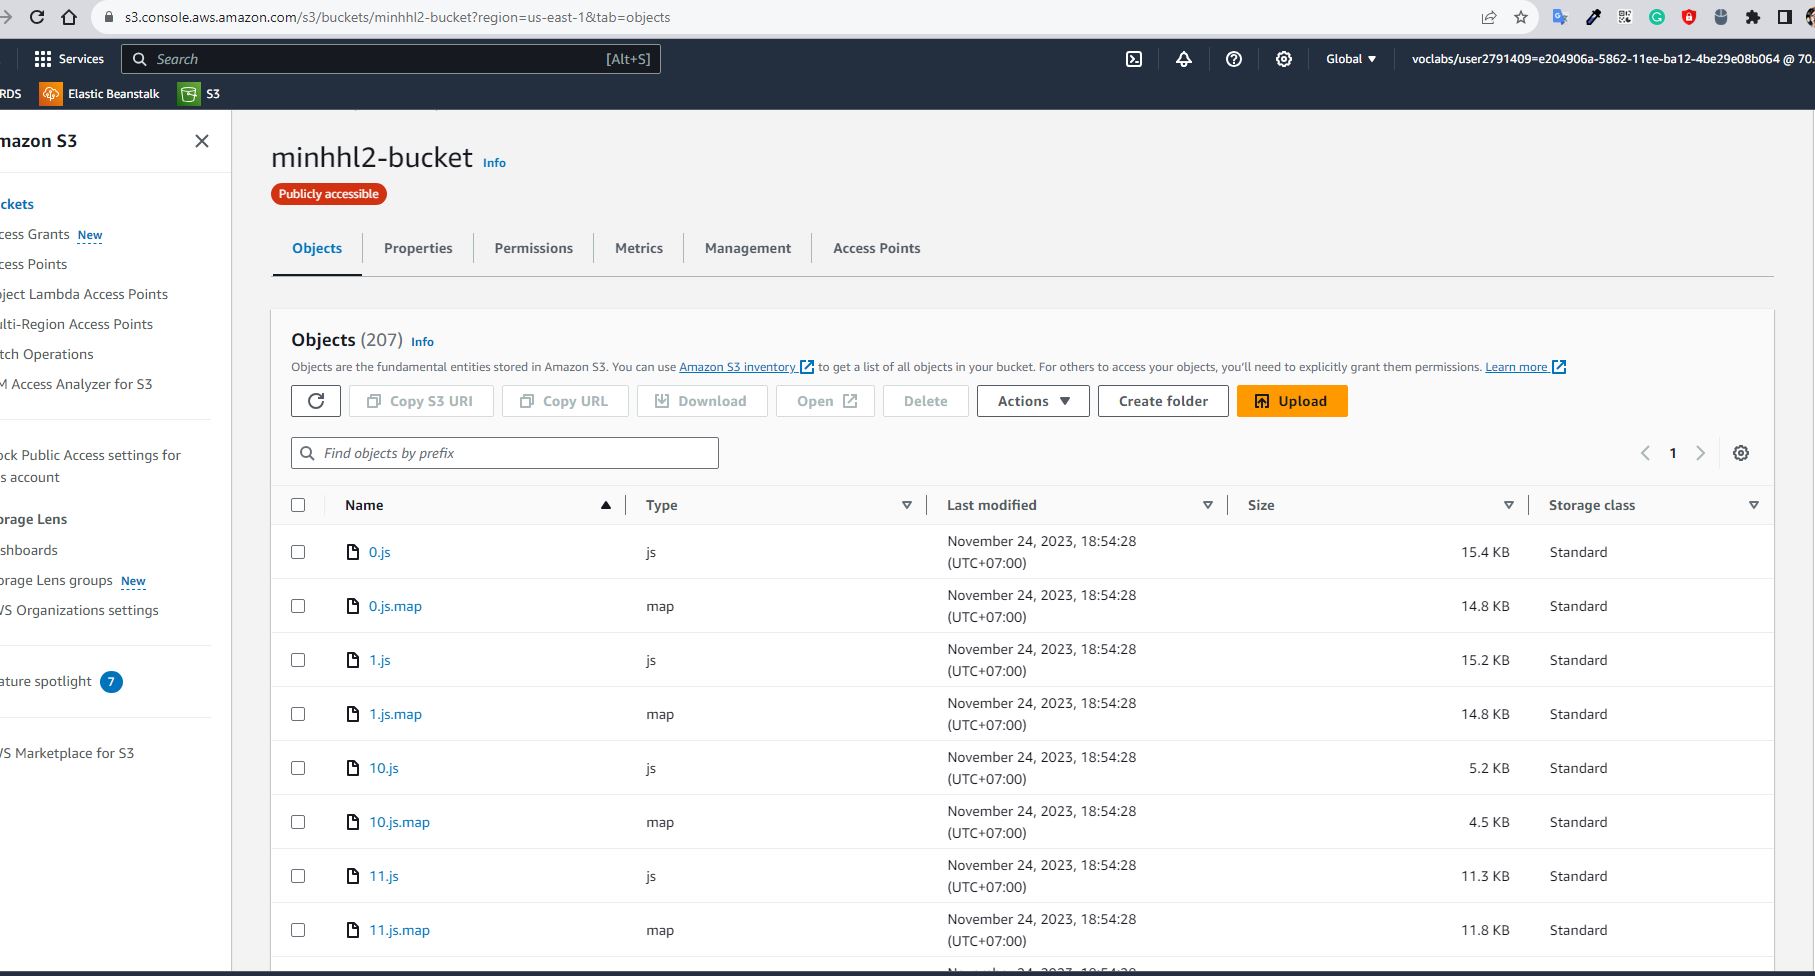 s3.console.aws.amazon.com/s3/buckets/minhhl2-bucket?region=us-east-1&tab=objects
Services
Search [Alt+S]
Global
voclabs/user2791409=e204906a-5862-11ee-ba12-4be29e08b064 @ 70.
RDS Elastic Beanstalk S3
mazon S3
ckets
cess Grants New
cess Points
ject Lambda Access Points
ulti-Region Access Points
tch Operations
M Access Analyzer for S3
ock Public Access settings for
s account
orage Lens
shboards
orage Lens groups New
WS Organizations settings
ature spotlight 7
WS Marketplace for S3
minhhl2-bucket Info
Publicly accessible
Objects Properties Permissions Metrics Management Access Points
Objects (207) Info
Objects are the fundamental entities stored in Amazon S3. You can use Amazon S3 inventory to get a list of all objects in your bucket. For others to access your objects, you'll need to explicitly grant them permissions. Learn more
Copy S3 URI Copy URL Download Open Delete Actions Create folder Upload
Find objects by prefix
1
Name Type Last modified Size Storage class
0.js js November 24, 2023, 18:54:28 (UTC+07:00) 15.4 KB Standard
0.js.map map November 24, 2023, 18:54:28 (UTC+07:00) 14.8 KB Standard
1.js js November 24, 2023, 18:54:28 (UTC+07:00) 15.2 KB Standard
1.js.map map November 24, 2023, 18:54:28 (UTC+07:00) 14.8 KB Standard
10.js js November 24, 2023, 18:54:28 (UTC+07:00) 5.2 KB Standard
10.js.map map November 24, 2023, 18:54:28 (UTC+07:00) 4.5 KB Standard
11.js js November 24, 2023, 18:54:28 (UTC+07:00) 11.3 KB Standard
11.js.map map November 24, 2023, 18:54:28 (UTC+07:00) 11.8 KB Standard